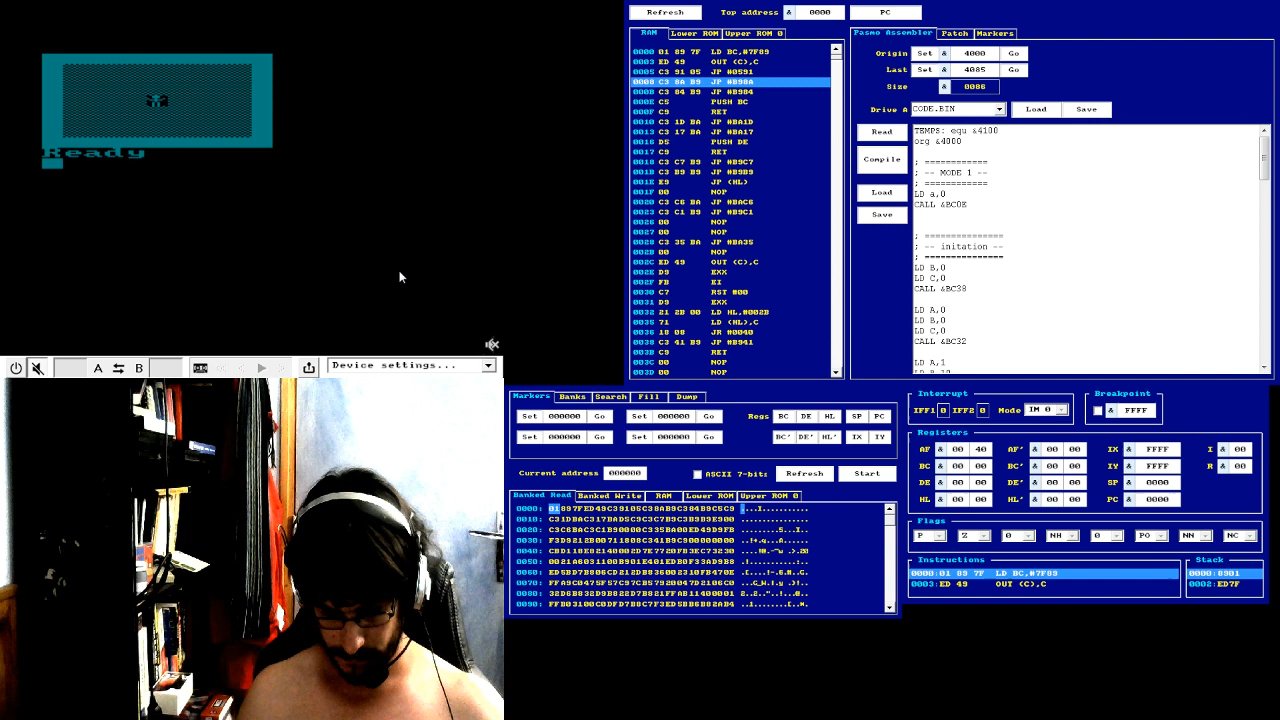 Ready
Device settings...
A B
Refresh Top address & 0000 PC
RAM Lower ROM Upper ROM 0
0000 01 89 7F LD BC,#7F89
0003 ED 49 OUT (C),C
0005 C3 91 05 JP #0591
0008 C3 8A B9 JP #B98A
000B C3 84 B9 JP #B984
000E C5 PUSH BC
000F C9 RET
0010 C3 1D BA JP #BA1D
0013 C3 17 BA JP #BA17
0016 D5 PUSH DE
0017 C9 RET
0018 C3 C7 B9 JP #B9C7
001B C3 B9 B9 JP #B9B9
001E E9 JP (HL)
001F 00 NOP
0020 C3 C6 BA JP #BAC6
0023 C3 C1 B9 JP #B9C1
0026 00 NOP
0027 00 NOP
0028 C3 35 BA JP #BA35
002B 00 NOP
002C ED 49 OUT (C),C
002E D9 EXX
002F FB EI
0030 C7 RST #00
0031 D9 EXX
0032 21 2B 00 LD HL,#002B
0035 71 LD (HL),C
0036 18 08 JR #0040
0038 C3 41 B9 JP #B941
003B C9 RET
003C 00 NOP
003D 00 NOP
Pasmo Assembler Patch Markers
Origin Set & 4000 Go
Last Set & 4085 Go
Size & 0086
Drive A CODE.BIN Load Save
Read
Compile
Load
Save
TEMPS: equ &4100
org &4000
; ============
; -- MODE 1 --
; ============
LD a,0
CALL &BC0E
; ===============
; -- initation --
; ===============
LD B,0
LD C,0
CALL &BC38
LD A,0
LD B,0
LD C,0
CALL &BC32
LD A,1
Markers Banks Search Fill Dump
Set 000000 Go Set 000000 Go Regs BC DE HL SP PC
Set 000000 Go Set 000000 Go BC' DE' HL' IX IY
Current address 000000 ASCII 7-bits Refresh Start
Banked Read Banked Write RAM Lower ROM Upper ROM 0
0000: 01897FED49C39105C38AB9C384B9C5C9
0010: C31DBAC317BAD5C9C3C7B9C3B9B9E900
0020: C3C6BAC3C1B90000C335BA00ED49D9FB
0030: C7D9212B00711808C341B9C900000000
Interrupt
IFF1 0 IFF2 0 Mode IM 0
Breakpoint
& FFFF
Registers
AF & 00 40 AF' & 00 00 IX & FFFF I & 00
BC & 00 00 BC' & 00 00 IY & FFFF R & 00
DE & 00 00 DE' & 00 00 SP & 0000
HL & 00 00 HL' & 00 00 PC & 0000
Flags
P Z 0 NH 0 PO NN NC
Instructions
0000:01 89 7F LD BC,#7F89
0003:ED 49 OUT (C),C
Stack
0000:8901
0002:ED7F